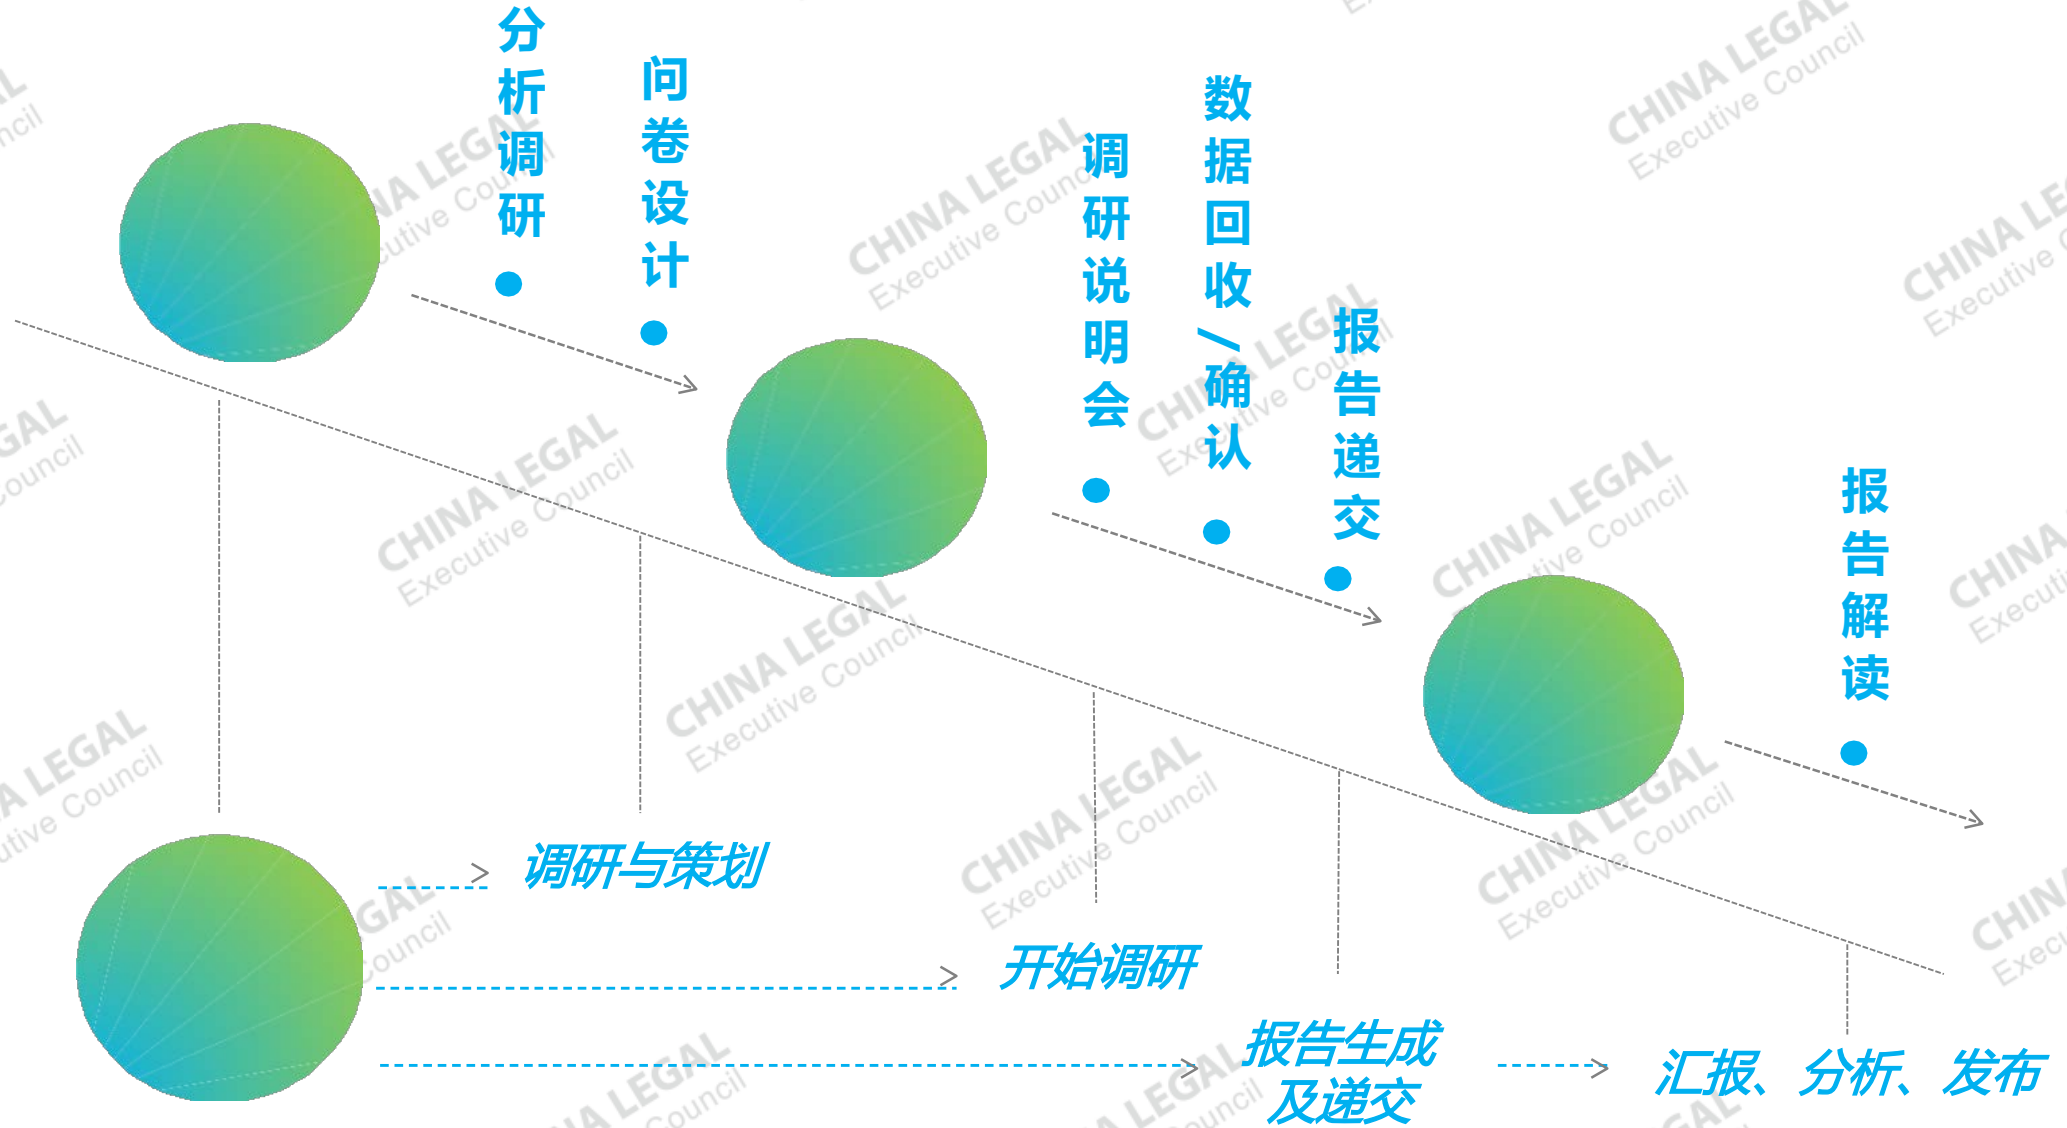 分析调研
问卷设计
调研说明会
数据回收/确认
报告递交
报告解读
调研与策划
开始调研
报告生成
及递交
汇报、分析、发布
CHINA LEGAL
Executive Council